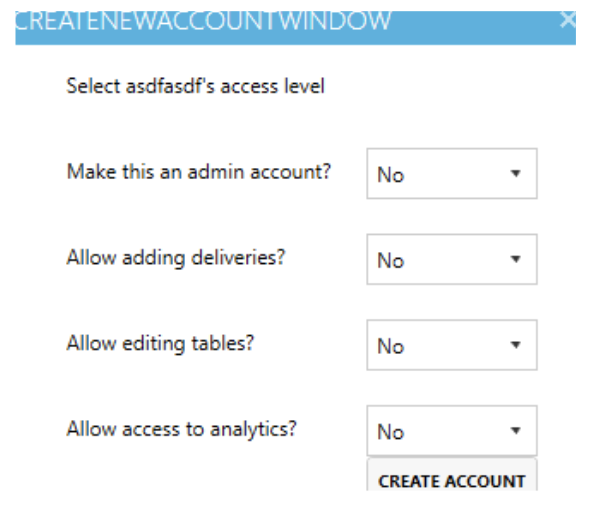 CREATENEWACCOUNTWINDOW
Select asdfasdf's access level
Make this an admin account? No
Allow adding deliveries? No
Allow editing tables? No
Allow access to analytics? No
CREATE ACCOUNT